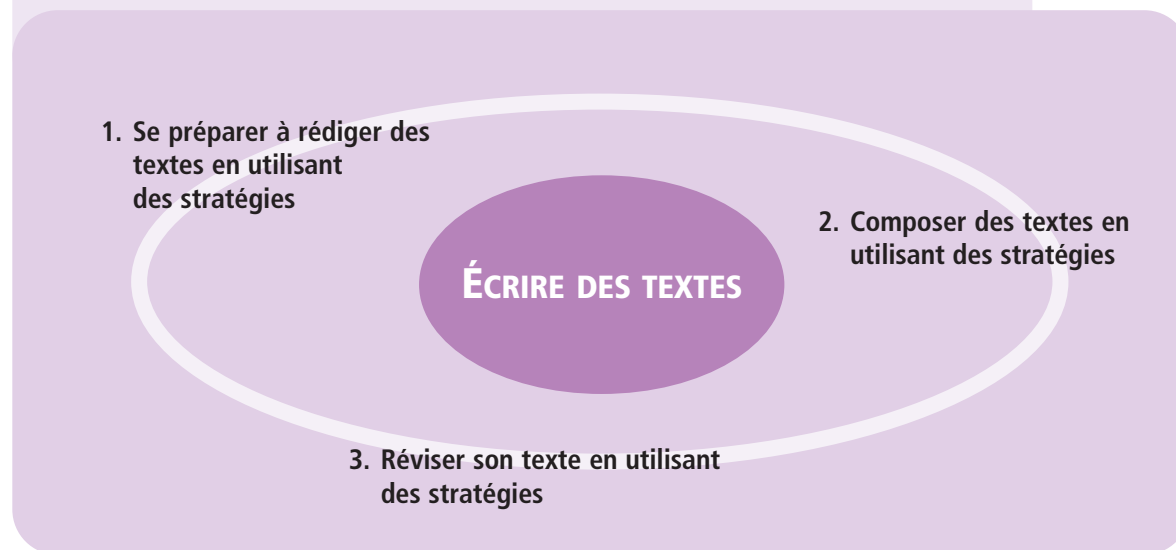 1. Se préparer à rédiger des
textes en utilisant
des stratégies
2. Composer des textes en
utilisant des stratégies
ÉCRIRE DES TEXTES
3. Réviser son texte en utilisant
des stratégies